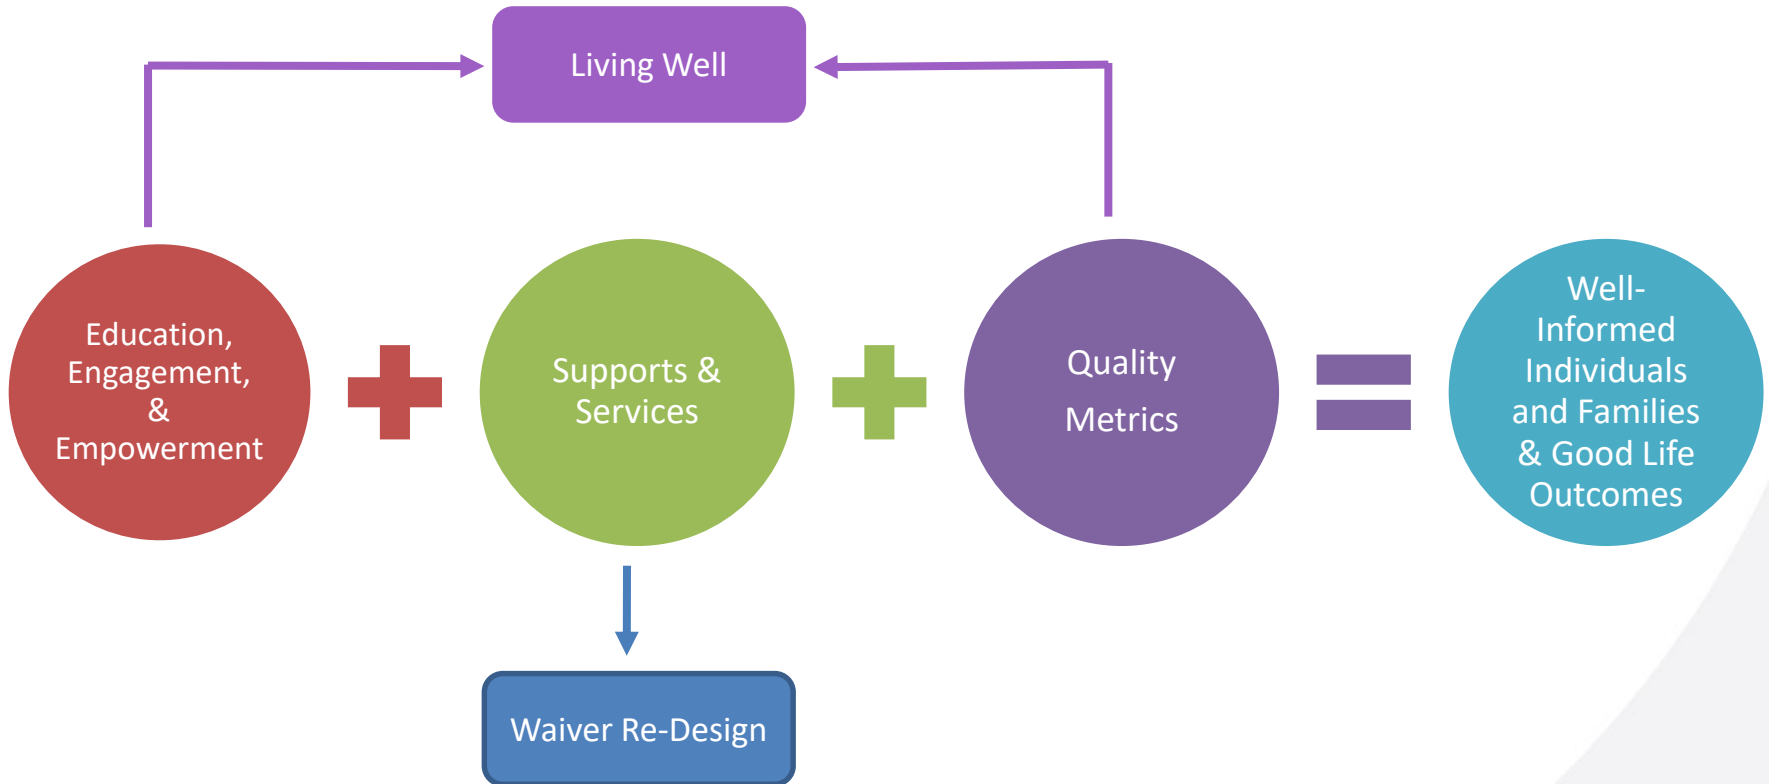 Living Well
Education,
Engagement,
&
Empowerment
Supports &
Services
Quality
Metrics
Well-
Informed
Individuals
and Families
& Good Life
Outcomes
Waiver Re-Design